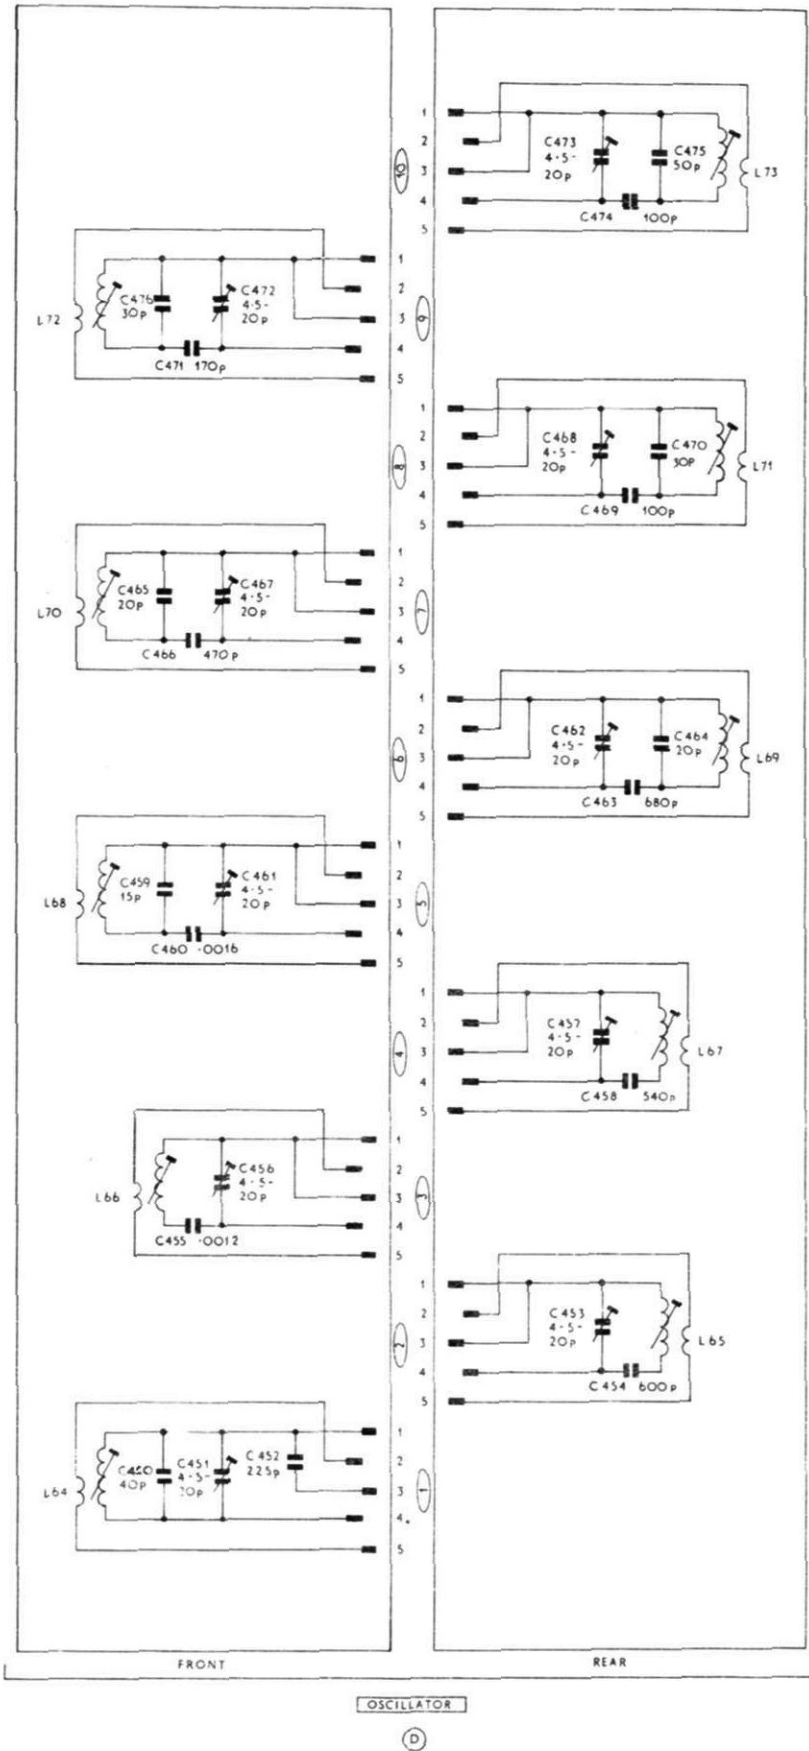 1
2
3
4
5
10
C473
4·5-
20p
C475
50p
L73
C474 100p
1
2
3
4
5
9
L72
C476
30p
C472
4·5-
20p
C471 170p
1
2
3
4
5
8
C468
4·5-
20p
C470
30p
L71
C469 100p
1
2
3
4
5
7
L70
C465
20p
C467
4·5-
20p
C466 470p
1
2
3
4
5
6
C462
4·5-
20p
C464
20p
L69
C463 680p
1
2
3
4
5
5
L68
C459
15p
C461
4·5-
20p
C460 ·0016
1
2
3
4
5
4
C457
4·5-
20p
L67
C458 540p
1
2
3
4
5
3
L66
C456
4·5-
20p
C455 ·0012
1
2
3
4
5
2
C453
4·5-
20p
L65
C454 600p
1
2
3
4
5
1
L64
C450
40p
C451
4·5-
20p
C452
225p
FRONT
REAR
OSCILLATOR
D